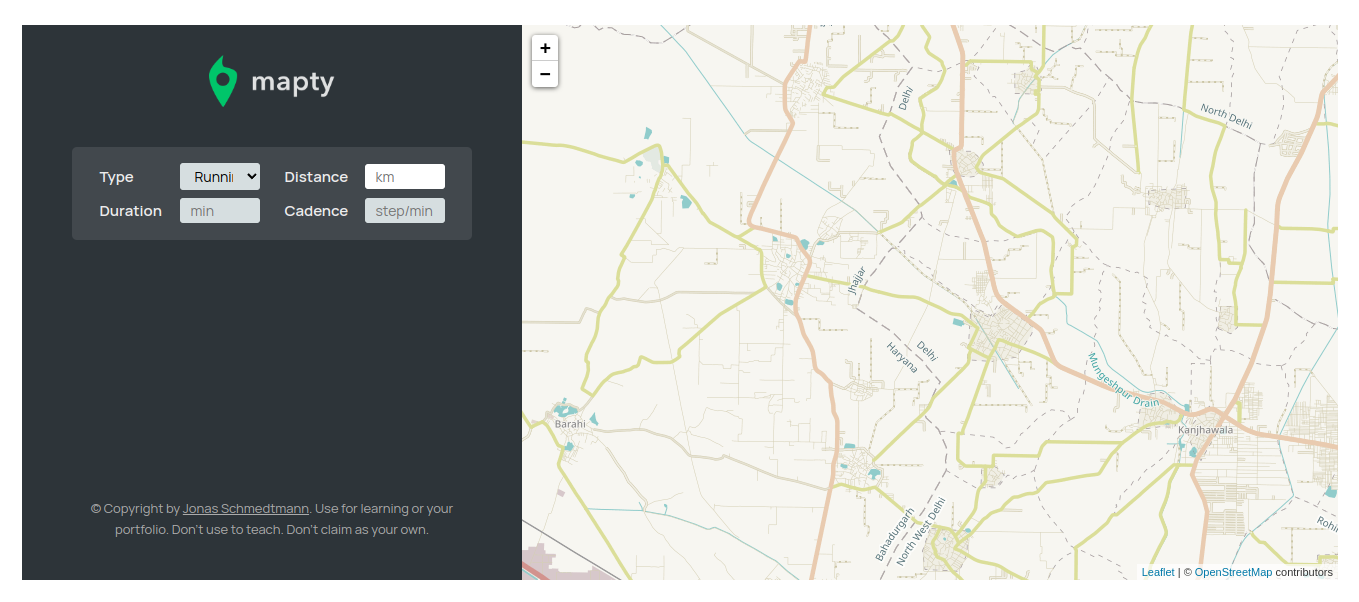 mapty
Type
Runnin
Distance
km
Duration
min
Cadence
step/min
© Copyright by Jonas Schmedtmann. Use for learning or your
portfolio. Don't use to teach. Don't claim as your own.
+
−
Delhi
North Delhi
Jhajjar
Delhi
Haryana
Mungeshpur Drain
Barahi
Kanjhawala
Bahadurgarh
North West Delhi
Rohin
Leaflet | © OpenStreetMap contributors